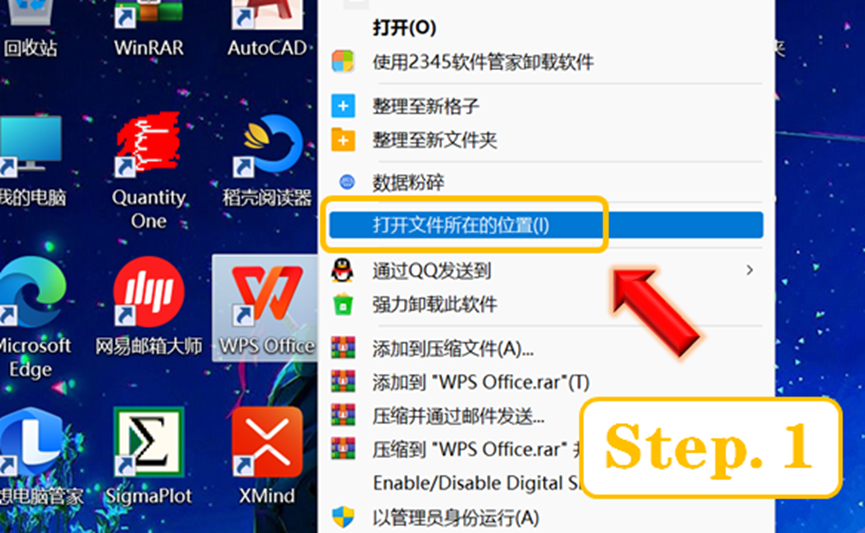 回收站
WinRAR
AutoCAD
我的电脑
Quantity
One
稻壳阅读器
Microsoft
Edge
网易邮箱大师
WPS Office
想电脑管家
SigmaPlot
XMind
打开(O)
使用2345软件管家卸载软件
整理至新格子
整理至新文件夹
数据粉碎
打开文件所在的位置(I)
通过QQ发送到
强力卸载此软件
添加到压缩文件(A)...
添加到 "WPS Office.rar"(T)
压缩并通过邮件发送...
压缩到 "WPS Office.rar"
Enable/Disable Digital
以管理员身份运行(A)
Step. 1